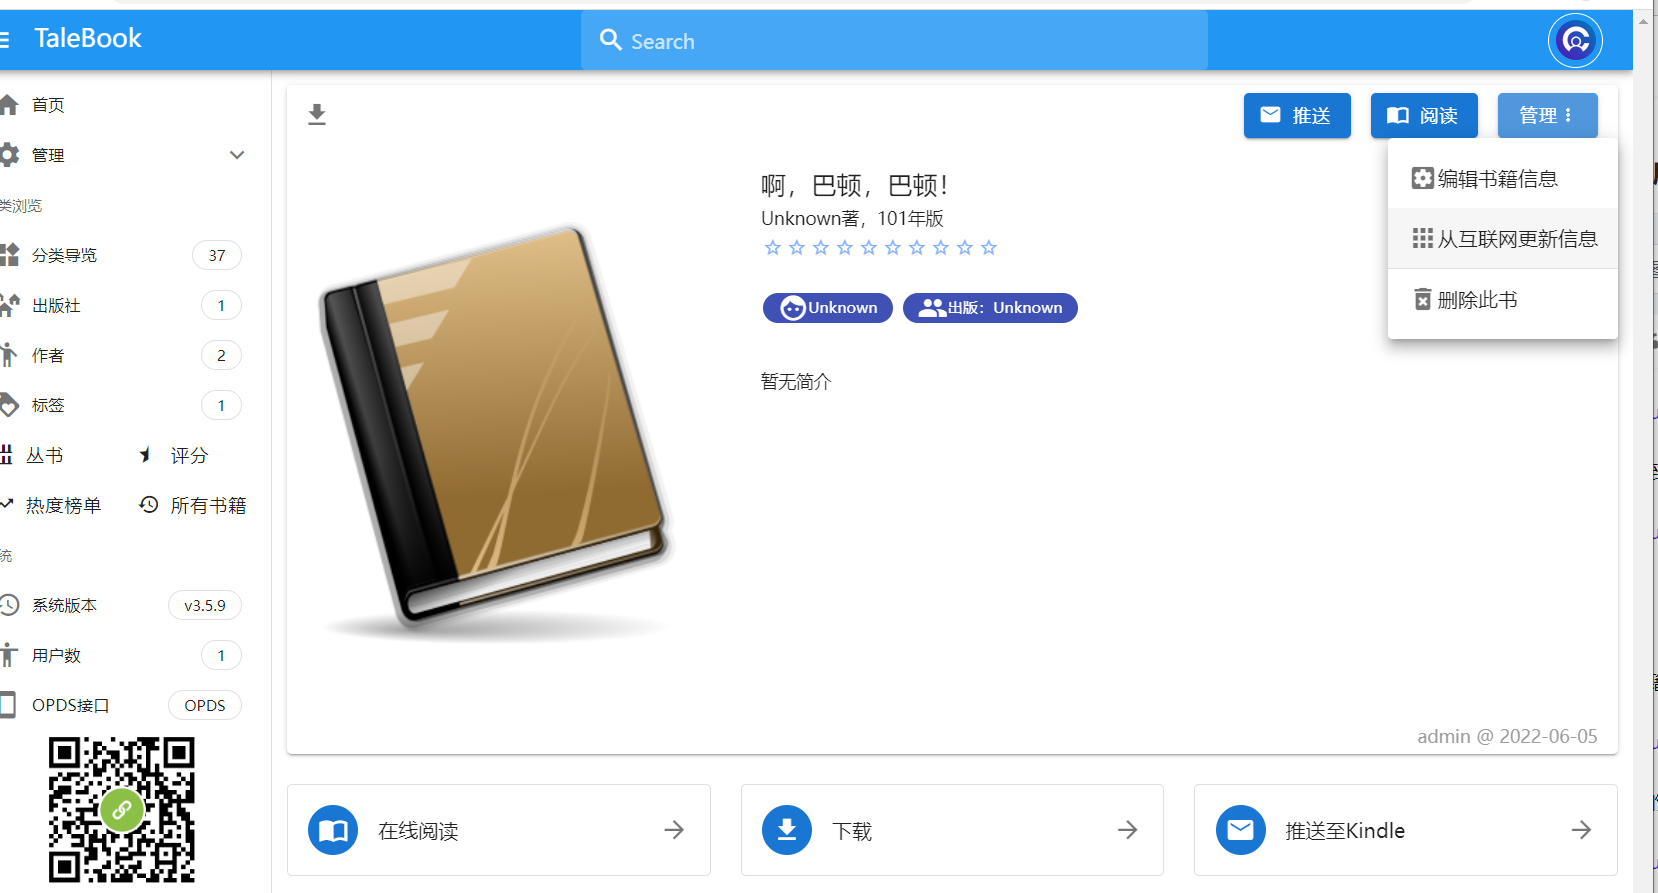 TaleBook
Search
首页
管理
类浏览
分类导览 37
出版社 1
作者 2
标签 1
丛书 评分
热度榜单 所有书籍
统
系统版本 v3.5.9
用户数 1
OPDS接口 OPDS
推送
阅读
管理
编辑书籍信息
从互联网更新信息
删除此书
啊，巴顿，巴顿！
Unknown著，101年版
Unknown
出版：Unknown
暂无简介
admin @ 2022-06-05
在线阅读
下载
推送至Kindle